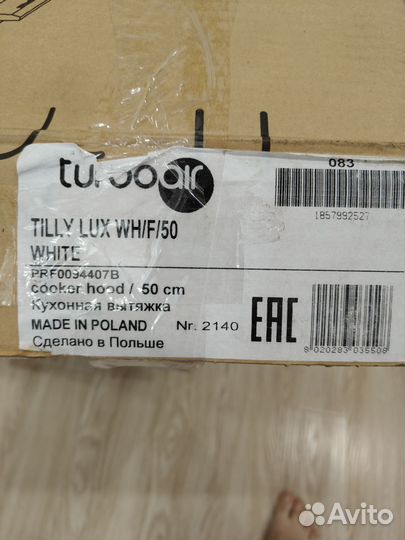 turboair
083
1857992527
TILLY LUX WH/F/50
WHITE
PRF0094407B
cooker hood / 50 cm
Кухонная вытяжка
MADE IN POLAND Nr. 2140
Сделано в Польше
EAC
8 020283 035508
Avito